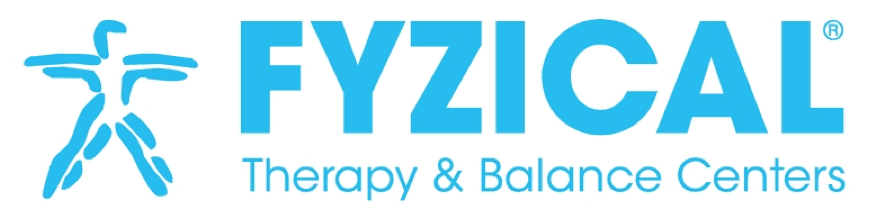 FYZICAL®
Therapy & Balance Centers